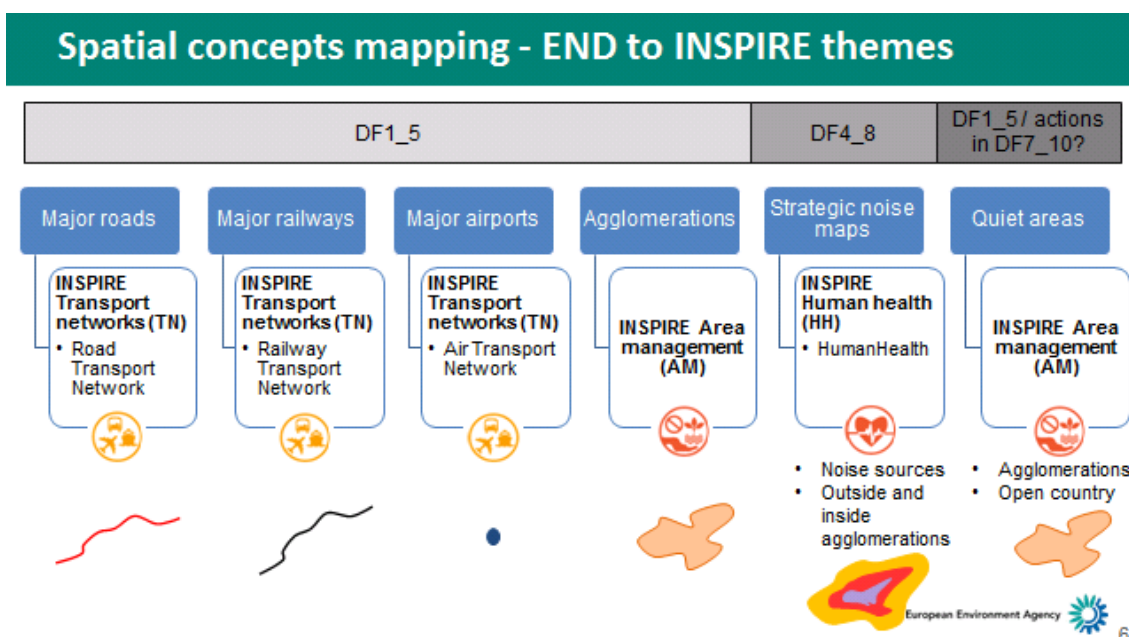 Spatial concepts mapping - END to INSPIRE themes
DF1_5
DF4_8
DF1_5 / actions
in DF7_10?
Major roads
Major railways
Major airports
Agglomerations
Strategic noise
maps
Quiet areas
INSPIRE
Transport
networks (TN)
• Road
Transport
Network
INSPIRE
Transport
networks (TN)
• Railway
Transport
Network
INSPIRE
Transport
networks (TN)
• Air Transport
Network
INSPIRE Area
management
(AM)
INSPIRE
Human health
(HH)
• HumanHealth
INSPIRE Area
management
(AM)
• Noise sources
• Outside and
inside
agglomerations
• Agglomerations
• Open country
European Environment Agency
6